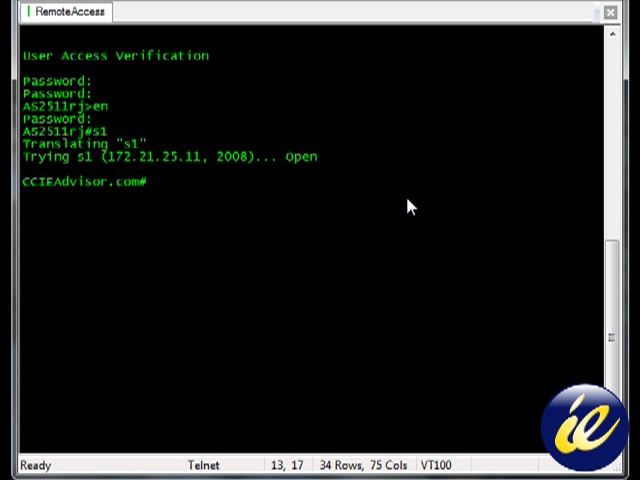 RemoteAccess
User Access Verification
Password:
Password:
AS2511rj>en
Password:
AS2511rj#s1
Translating "s1"
Trying s1 (172.21.25.11, 2008)... Open
CCIEAdvisor.com#
ie
Ready Telnet 13, 17 34 Rows, 75 Cols VT100